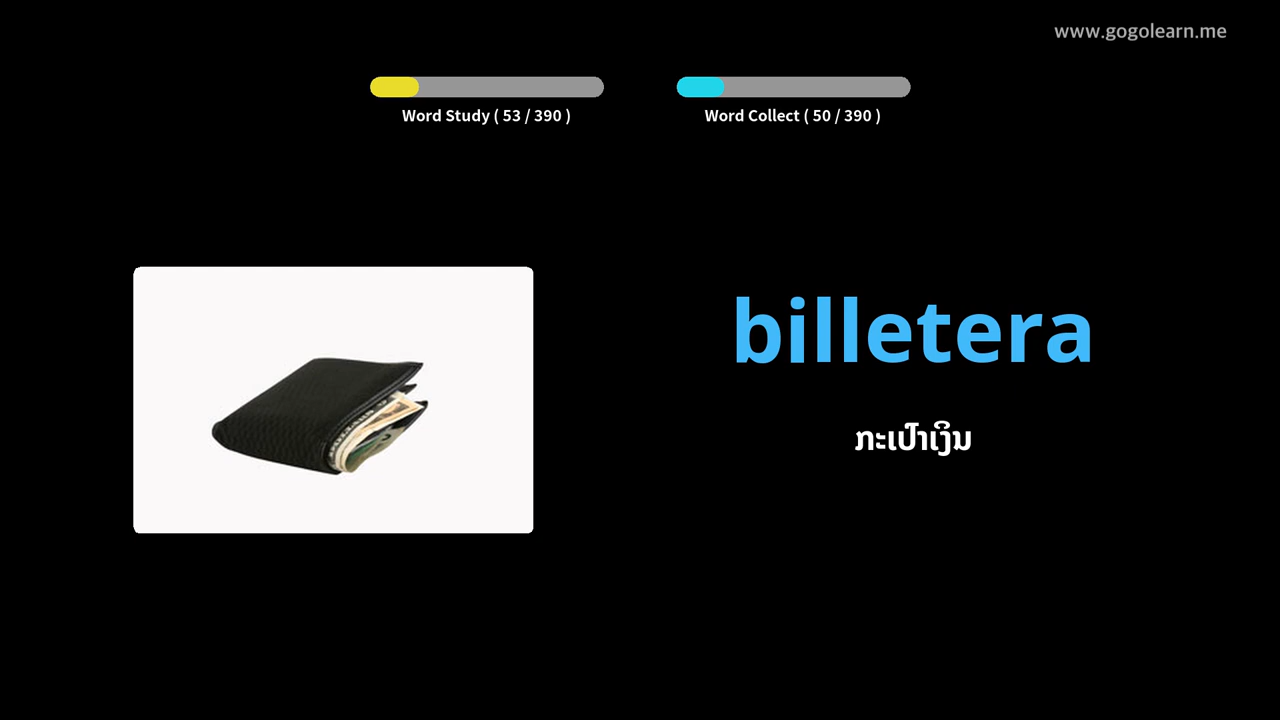 www.gogolearn.me
Word Study ( 53 / 390 )
Word Collect ( 50 / 390 )
billetera
ກະເປົາເງິນ